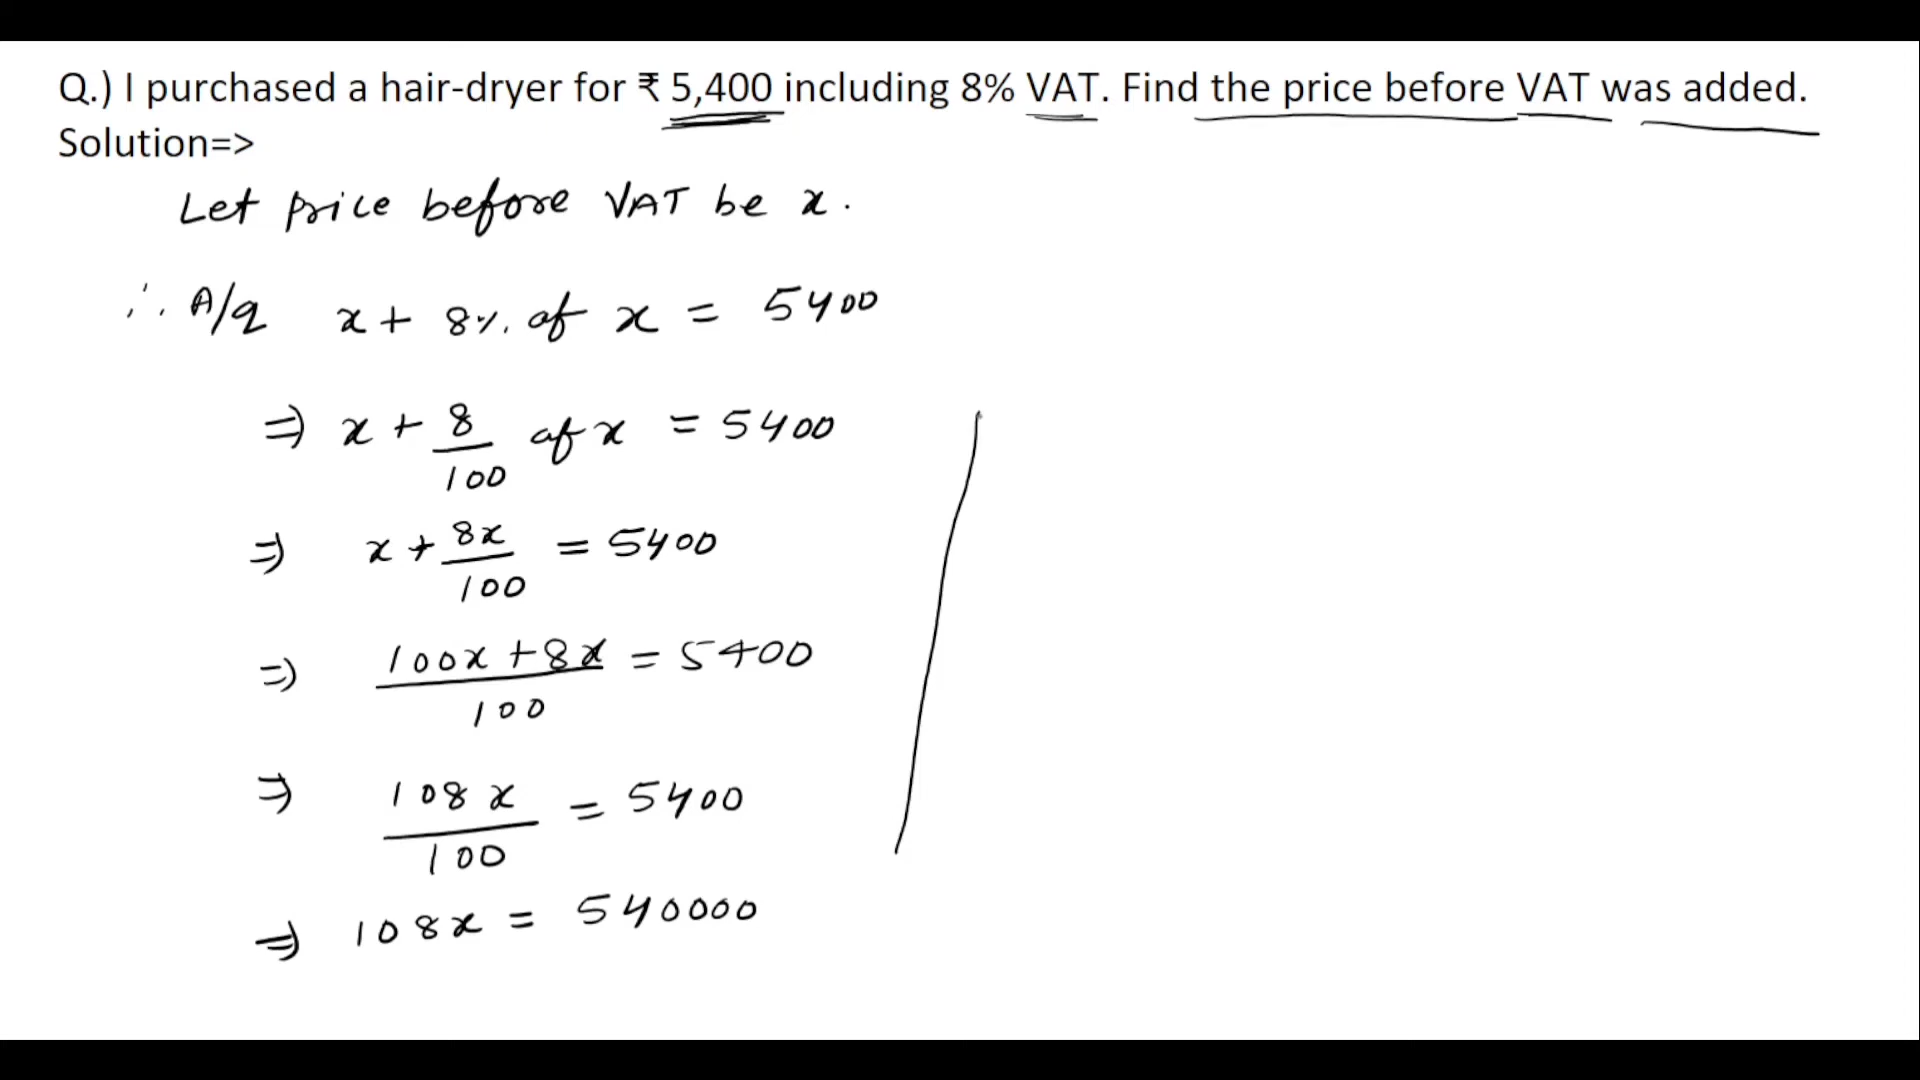 Q.) I purchased a hair-dryer for ₹ 5,400 including 8% VAT. Find the price before VAT was added.
Solution=>
Let price before VAT be x.
∴ A/q x + 8% of x = 5400
⇒ x + 8/100 of x = 5400
⇒ x + 8x/100 = 5400
⇒ 100x + 8x/100 = 5400
⇒ 108x/100 = 5400
⇒ 108x = 540000